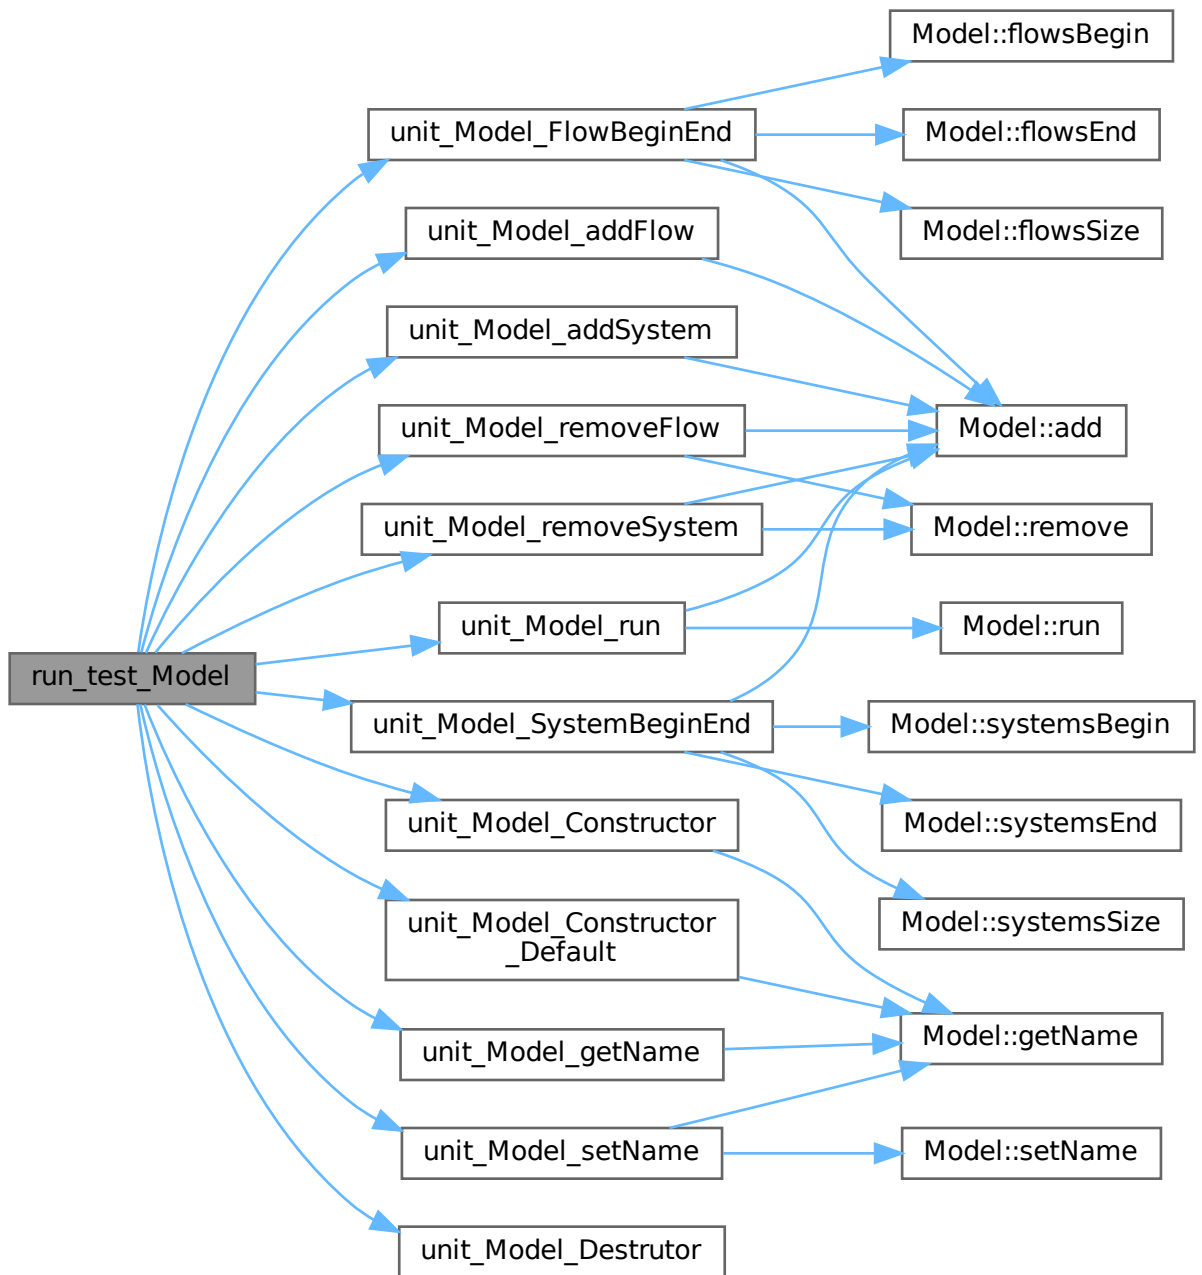 Model::flowsBegin
unit_Model_FlowBeginEnd
Model::flowsEnd
unit_Model_addFlow
Model::flowsSize
unit_Model_addSystem
unit_Model_removeFlow
Model::add
unit_Model_removeSystem
Model::remove
unit_Model_run
Model::run
run_test_Model
unit_Model_SystemBeginEnd
Model::systemsBegin
unit_Model_Constructor
Model::systemsEnd
unit_Model_Constructor
_Default
Model::systemsSize
unit_Model_getName
Model::getName
unit_Model_setName
Model::setName
unit_Model_Destrutor